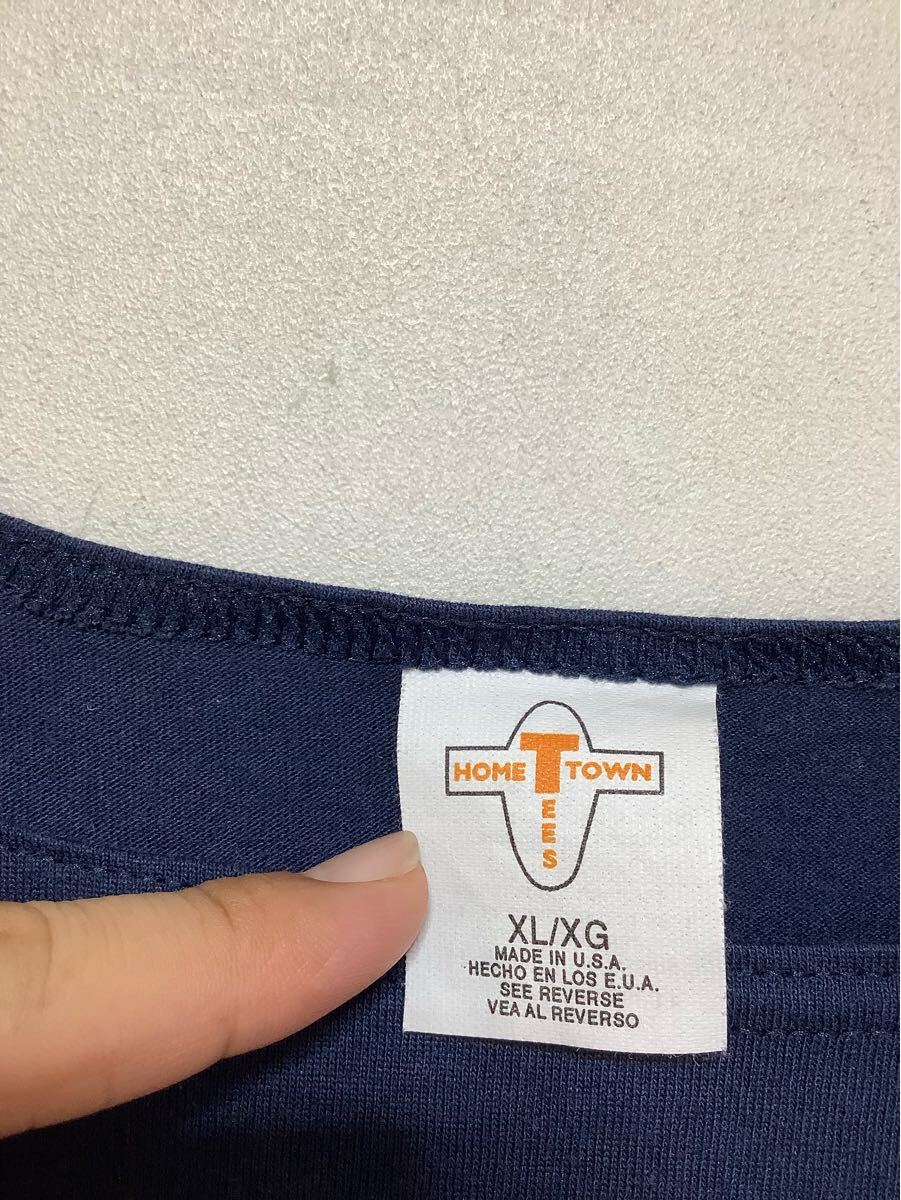 HOME TOWN
TEES
XL/XG
MADE IN U.S.A.
HECHO EN LOS E.U.A.
SEE REVERSE
VEA AL REVERSO